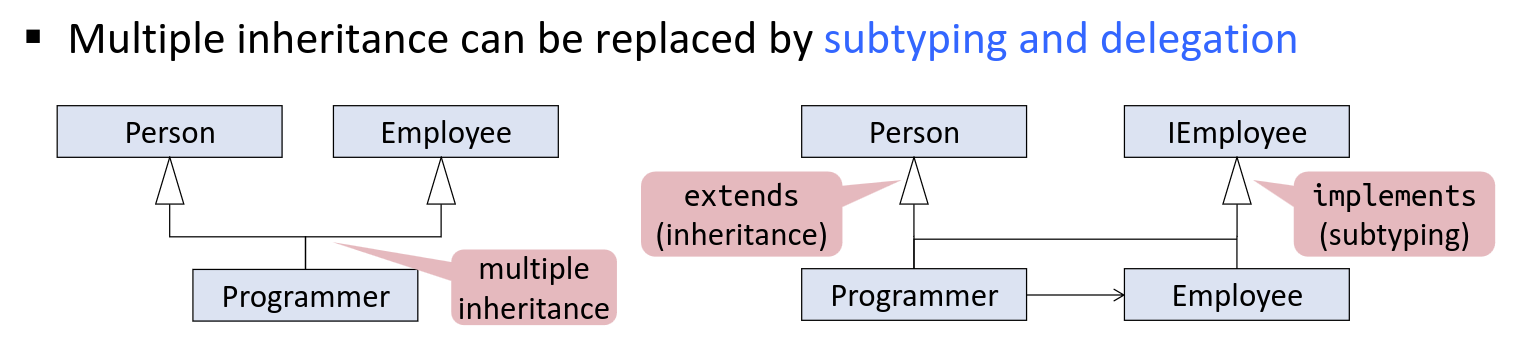 ▪ Multiple inheritance can be replaced by subtyping and delegation
Person
Employee
Programmer
multiple
inheritance
Person
IEmployee
extends
(inheritance)
implements
(subtyping)
Programmer
Employee